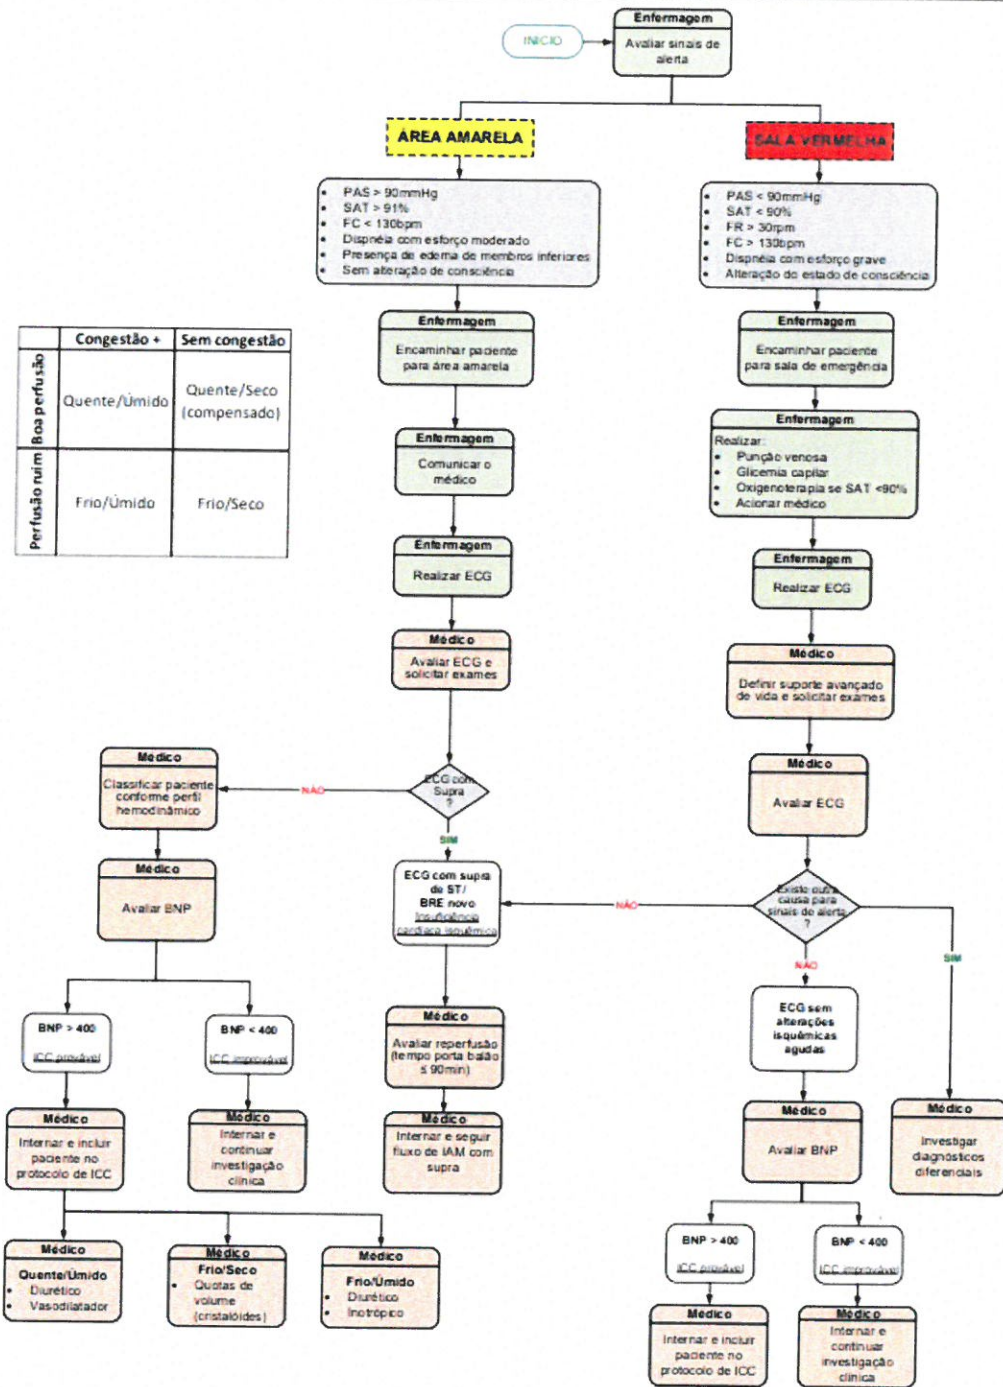 INICIO
Enfermagem
Avaliar sinais de
alerta
ÁREA AMARELA
SALA VERMELHA
• PAS > 90mmHg
• SAT > 91%
• FC < 130bpm
• Dispnéia com esforço moderado
• Presença de edema de membros inferiores
• Sem alteração de consciência
• PAS < 90mmHg
• SAT < 90%
• FR > 30rpm
• FC > 130bpm
• Dispnéia com esforço grave
• Alteração do estado de consciência
Congestão +
Sem congestão
Boa perfusão
Quente/Úmido
Quente/Seco
(compensado)
Perfusão ruim
Frio/Úmido
Frio/Seco
Enfermagem
Encaminhar paciente
para área amarela
Enfermagem
Comunicar o
médico
Enfermagem
Realizar ECG
Médico
Avaliar ECG e
solicitar exames
ECG com
Supra
?
NÃO
SIM
Enfermagem
Encaminhar paciente
para sala de emergência
Enfermagem
Realizar:
• Punção venosa
• Glicemia capilar
• Oxigenoterapia se SAT <90%
• Acionar médico
Enfermagem
Realizar ECG
Médico
Definir suporte avançado
de vida e solicitar exames
Médico
Avaliar ECG
Existe outra
causa para
sinais de alerta
?
NÃO
NÃO
SIM
Médico
Classificar paciente
conforme perfil
hemodinâmico
Médico
Avaliar BNP
BNP > 400
ICC provável
BNP < 400
ICC improvável
Médico
Internar e incluir
paciente no
protocolo de ICC
Médico
Internar e
continuar
investigação
clínica
Médico
Quente/Úmido
• Diurético
• Vasodilatador
Médico
Frio/Seco
• Quotas de
volume
(cristalóides)
Médico
Frio/Úmido
• Diurético
• Inotrópico
ECG com supra
de ST/
BRE novo
Insuficiência
cardíaca isquêmica
Médico
Avaliar reperfusão
(tempo porta balão
≤ 90min)
Médico
Internar e seguir
fluxo de IAM com
supra
ECG sem
alterações
isquêmicas
agudas
Médico
Avaliar BNP
Médico
Investigar
diagnósticos
diferenciais
BNP > 400
ICC provável
BNP < 400
ICC improvável
Médico
Internar e incluir
paciente no
protocolo de ICC
Médico
Internar e
continuar
investigação
clínica